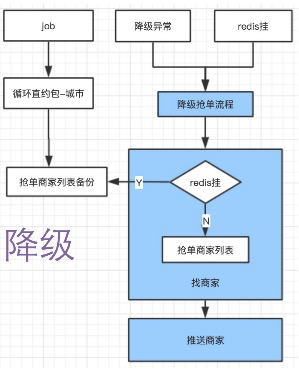 job
降级异常
redis挂
循环直约包-城市
降级抢单流程
抢单商家列表备份
Y
redis挂
N
抢单商家列表
降级
找商家
推送商家